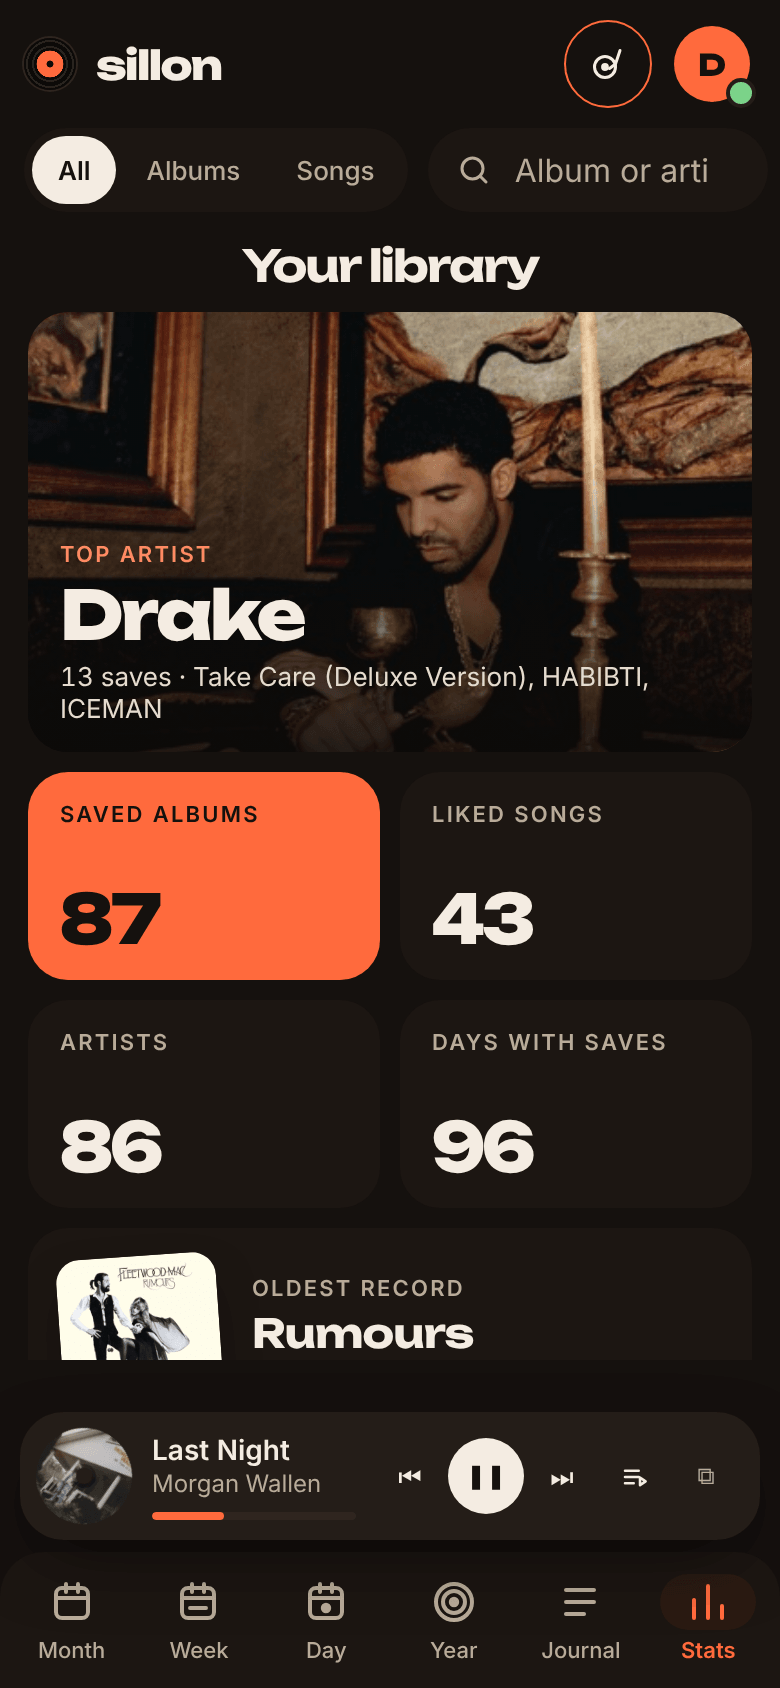 sillon
D
All
Albums
Songs
Album or arti
Your library
TOP ARTIST
Drake
13 saves · Take Care (Deluxe Version), HABIBTI,
ICEMAN
SAVED ALBUMS
87
LIKED SONGS
43
ARTISTS
86
DAYS WITH SAVES
96
FLEETWOOD MAC
RUMOURS
OLDEST RECORD
Rumours
Last Night
Morgan Wallen
Month
Week
Day
Year
Journal
Stats